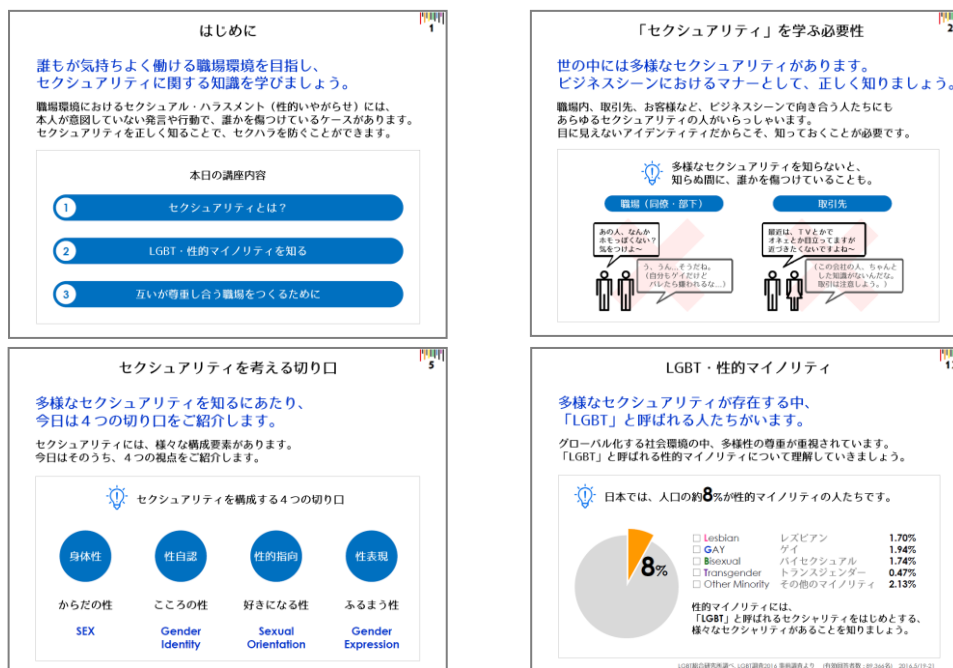 はじめに
1
誰もが気持ちよく働ける職場環境を目指し、
セクシュアリティに関する知識を学びましょう。
職場環境におけるセクシュアル・ハラスメント（性的いやがらせ）には、
本人が意図していない発言や行動で、誰かを傷つけているケースがあります。
セクシュアリティを正しく知ることで、セクハラを防ぐことができます。
本日の講座内容
1 セクシュアリティとは？
2 LGBT・性的マイノリティを知る
3 互いが尊重し合う職場をつくるために
「セクシュアリティ」を学ぶ必要性
2
世の中には多様なセクシュアリティがあります。
ビジネスシーンにおけるマナーとして、正しく知りましょう。
職場内、取引先、お客様など、ビジネスシーンで向き合う人たちにも
あらゆるセクシュアリティの人がいらっしゃいます。
目に見えないアイデンティティだからこそ、知っておくことが必要です。
多様なセクシュアリティを知らないと、
知らぬ間に、誰かを傷つけていることも。
職場（同僚・部下）
あの人、なんか
ホモっぽくない？
気をつけよ～
う、うん…そうだね。
（自分もゲイだけど
バレたら嫌われるな…）
取引先
最近は、ＴＶとかで
オネェとか目立ってますが
近づきたくないですよね～
（この会社の人、ちゃんと
した知識がないんだな。
取引は注意しよう。）
セクシュアリティを考える切り口
5
多様なセクシュアリティを知るにあたり、
今日は４つの切り口をご紹介します。
セクシュアリティには、様々な構成要素があります。
今日はそのうち、４つの視点をご紹介します。
セクシュアリティを構成する４つの切り口
身体性 性自認 性的指向 性表現
からだの性 こころの性 好きになる性 ふるまう性
SEX Gender Identity Sexual Orientation Gender Expression
LGBT・性的マイノリティ
多様なセクシュアリティが存在する中、
「LGBT」と呼ばれる人たちがいます。
グローバル化する社会環境の中、多様性の尊重が重視されています。
「LGBT」と呼ばれる性的マイノリティについて理解していきましょう。
日本では、人口の約8%が性的マイノリティの人たちです。
8%
Lesbian レズビアン 1.70%
GAY ゲイ 1.94%
Bisexual バイセクシュアル 1.74%
Transgender トランスジェンダー 0.47%
Other Minority その他のマイノリティ 2.13%
性的マイノリティには、
「LGBT」と呼ばれるセクシャリティをはじめとする、
様々なセクシャリティがあることを知りましょう。
LGBT総合研究所調べ、LGBT調査2016 事前調査より （有効回答者数：89,366名） 2016.5/19-21